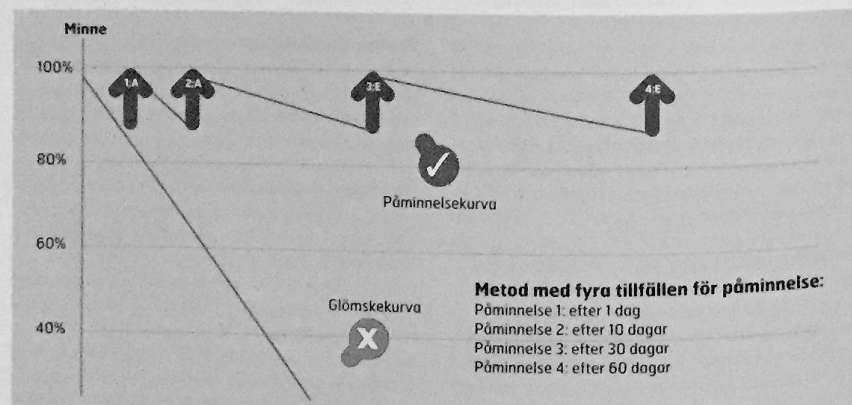 Minne
100%
1:A
2:A
3:E
4:E
80%
Påminnelsekurva
60%
Glömskekurva
40%
Metod med fyra tillfällen för påminnelse:
Påminnelse 1: efter 1 dag
Påminnelse 2: efter 10 dagar
Påminnelse 3: efter 30 dagar
Påminnelse 4: efter 60 dagar